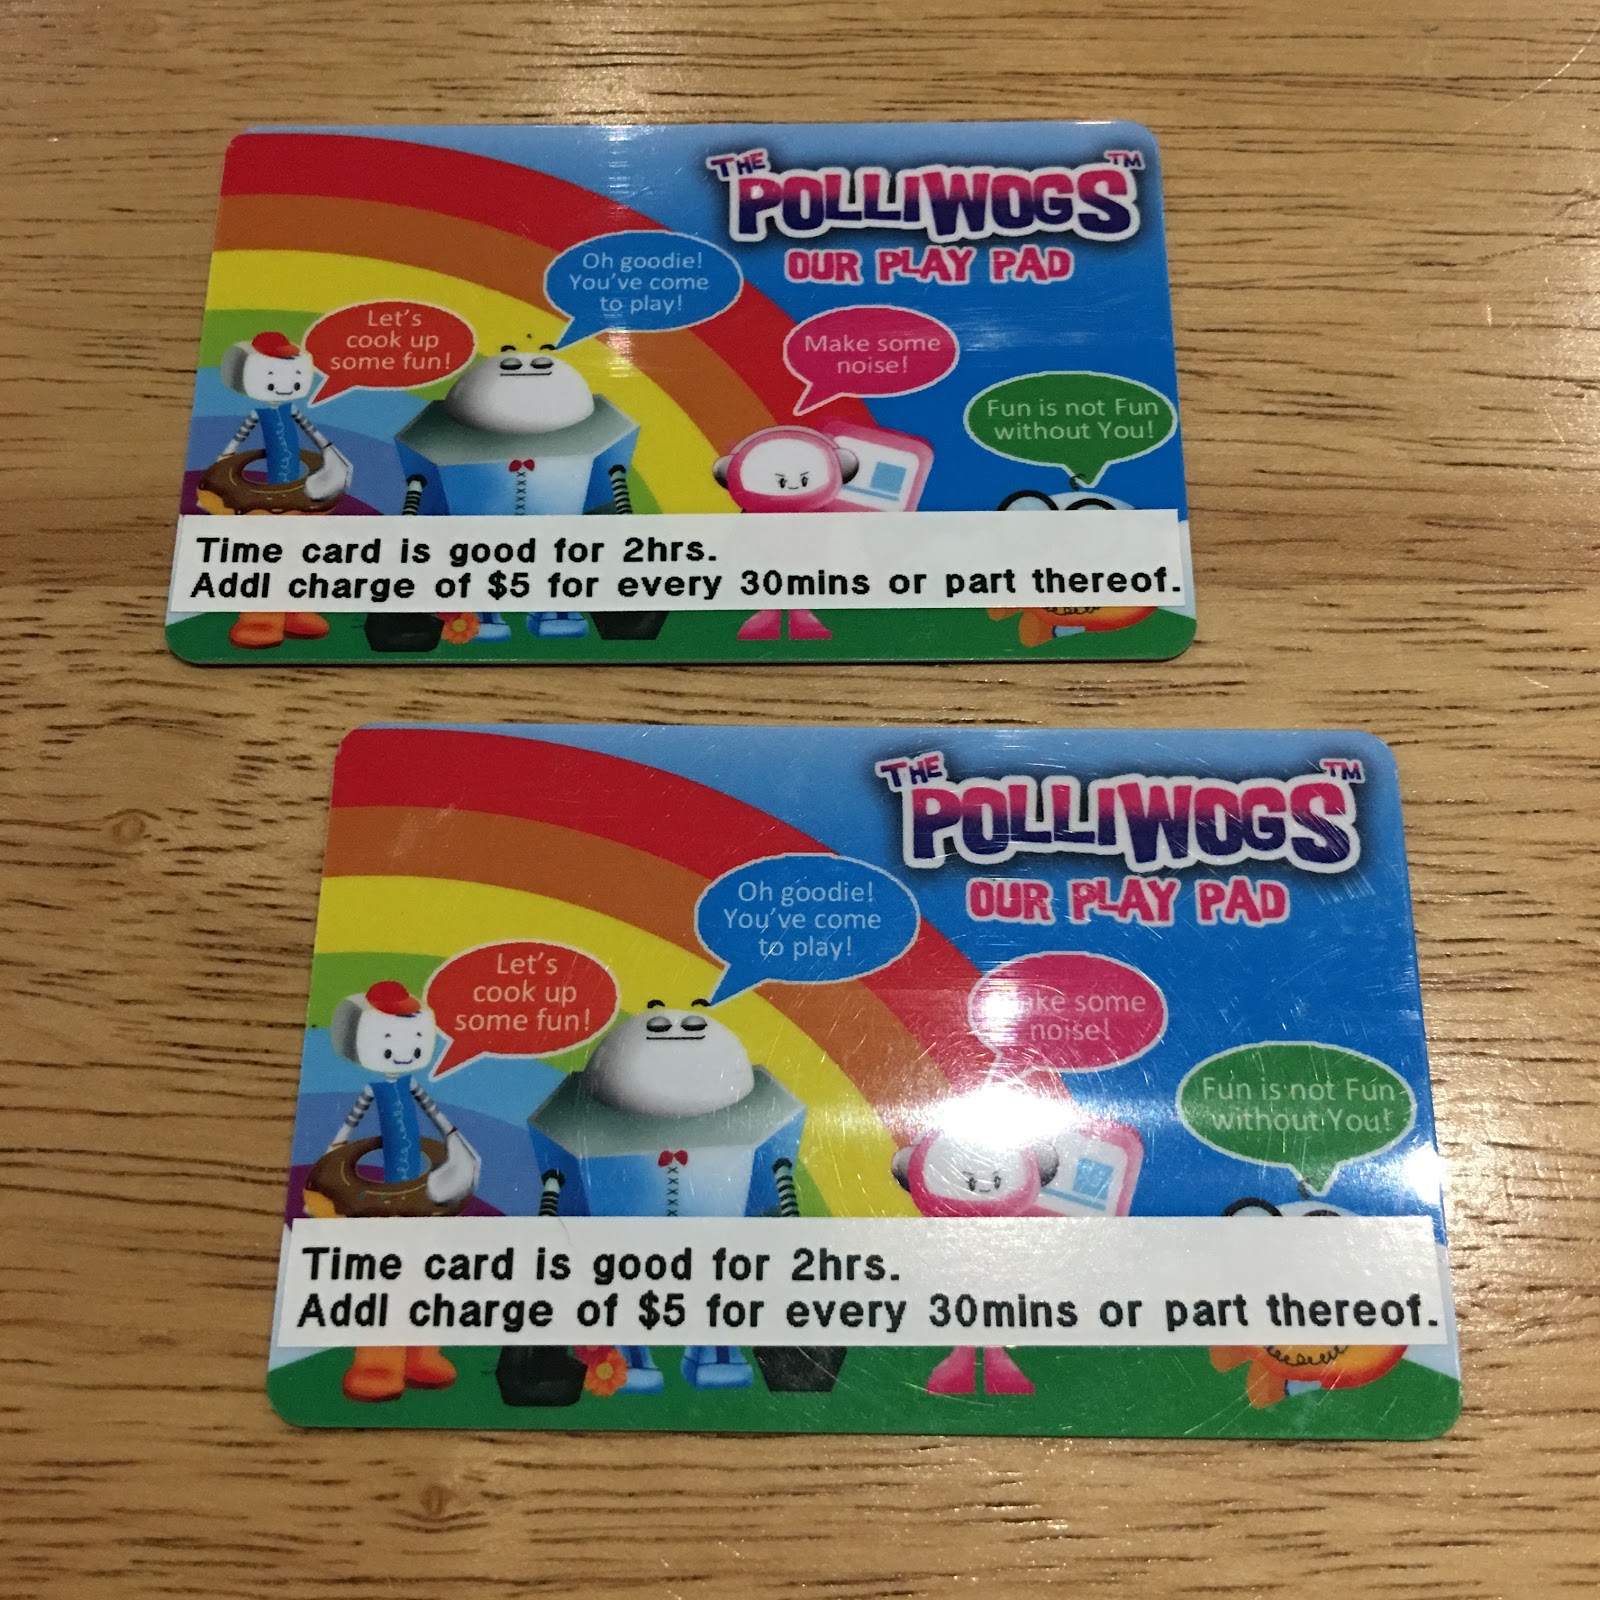 THE POLLIWOGS™
OUR PLAY PAD
Oh goodie!
You've come
to play!
Let's
cook up
some fun!
Make some
noise!
Fun is not Fun
without You!
Time card is good for 2hrs.
Addl charge of $5 for every 30mins or part thereof.
THE POLLIWOGS™
OUR PLAY PAD
Oh goodie!
You've come
to play!
Let's
cook up
some fun!
Make some
noise!
Fun is not Fun
without You!
Time card is good for 2hrs.
Addl charge of $5 for every 30mins or part thereof.